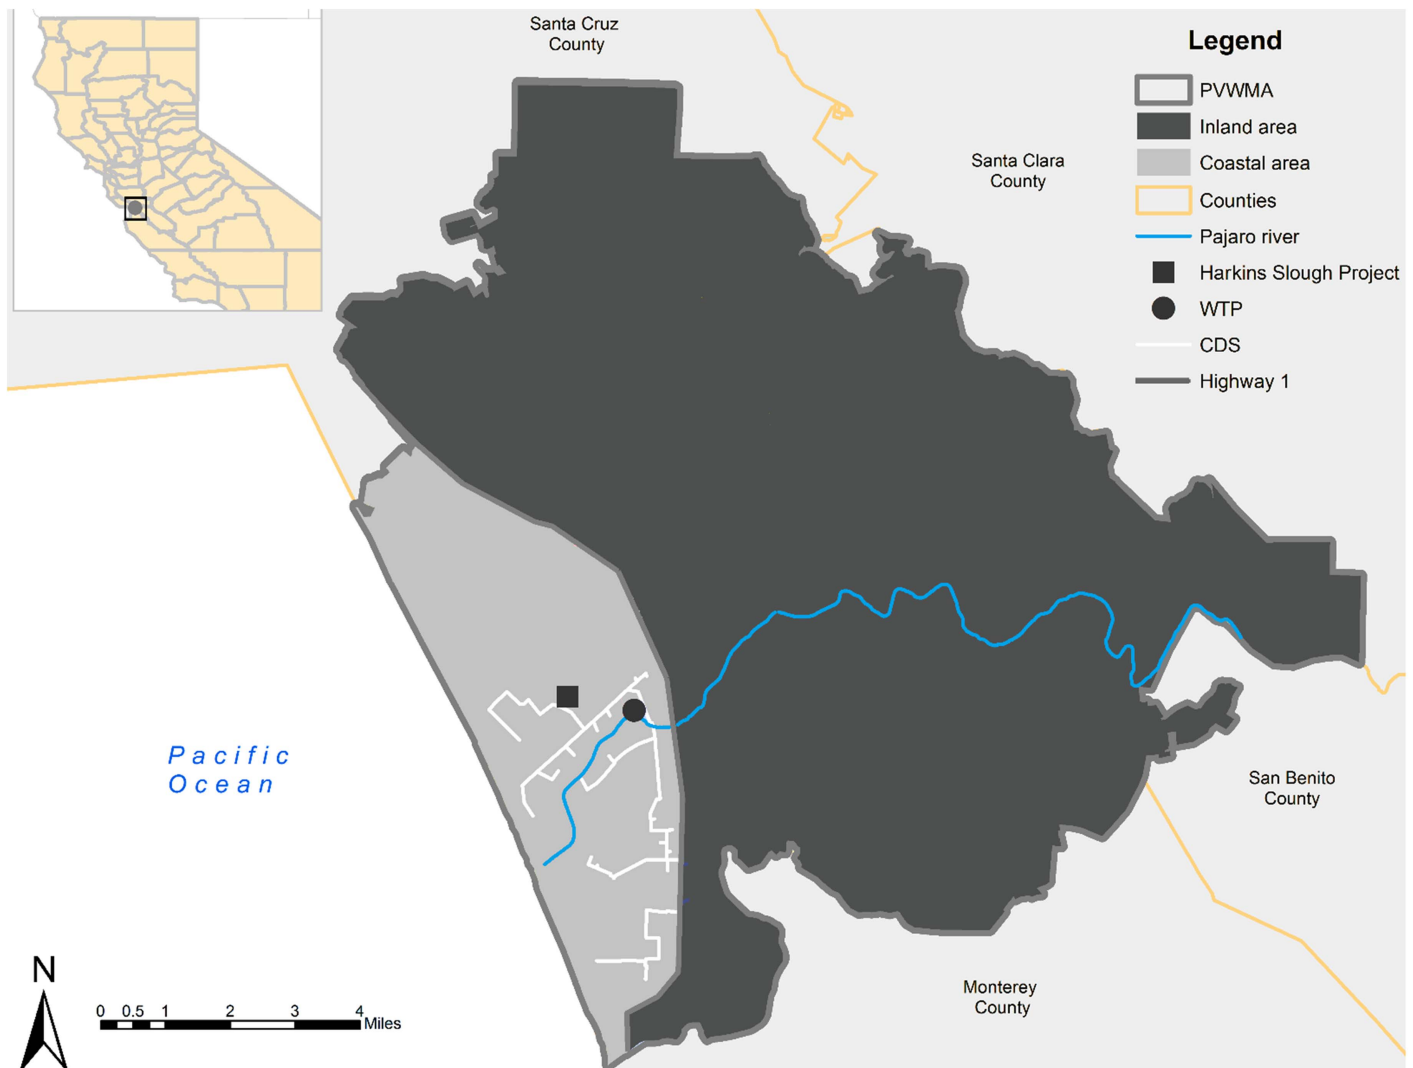 Santa Cruz
County
Legend
PVWMA
Inland area
Santa Clara
County
Coastal area
Counties
Pajaro river
Harkins Slough Project
WTP
CDS
Highway 1
Pacific
Ocean
San Benito
County
Monterey
County
N
0 0.5 1 2 3 4
Miles